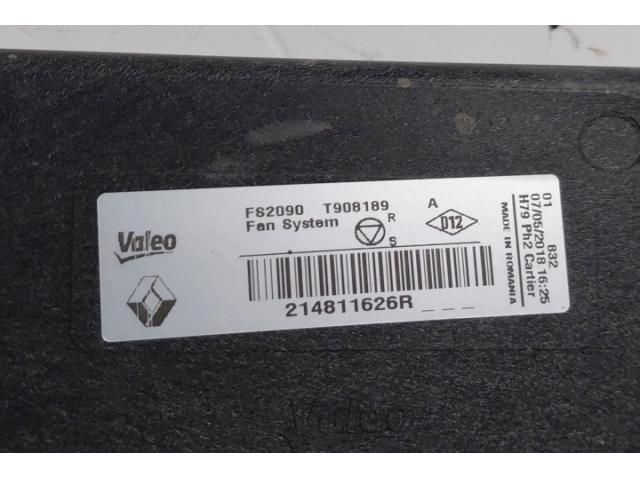 Valeo
FS2090 T908189 A
Fan System
R
S
D12
214811626R _ _ _
01 832
07/05/2018 16:25
H79 Ph2 Cartier
MADE IN ROMANIA
Valeo